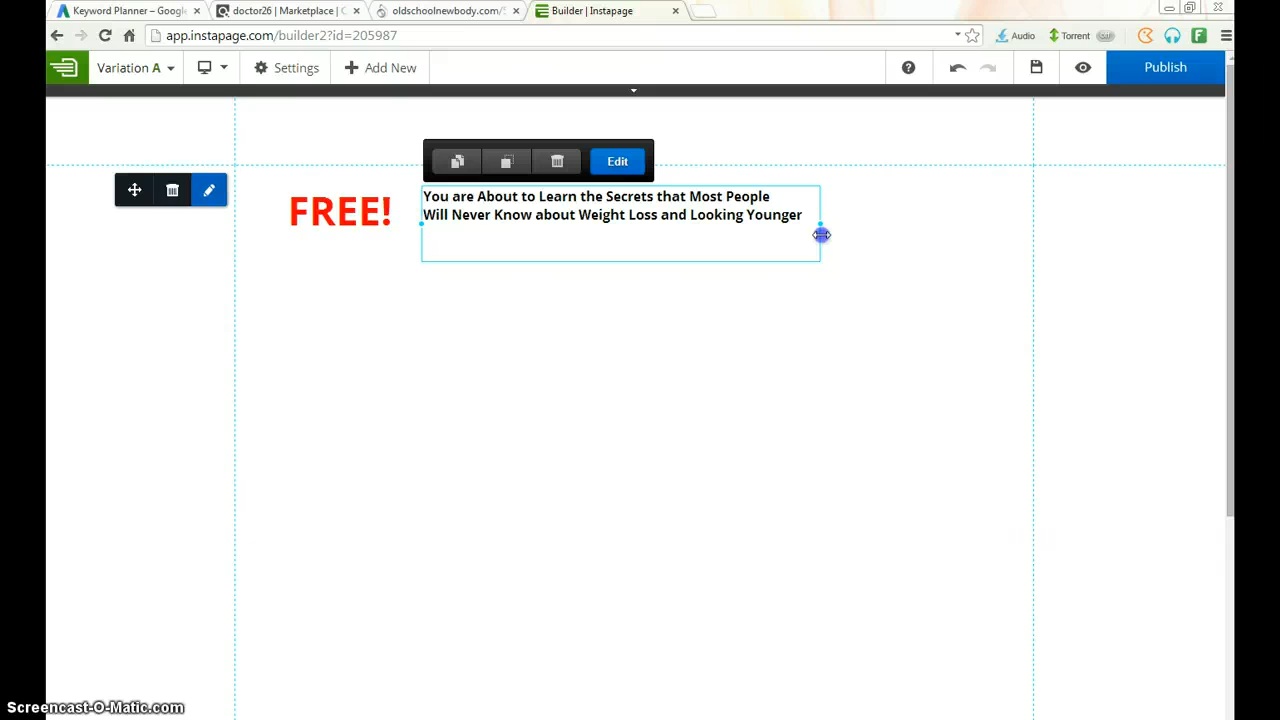 Keyword Planner – Google
doctor26 | Marketplace | C
oldschoolnewbody.com/
Builder | Instapage
app.instapage.com/builder2?id=205987
Audio
Torrent
Variation A
Settings
Add New
Publish
Edit
FREE!
You are About to Learn the Secrets that Most People
Will Never Know about Weight Loss and Looking Younger
Screencast-O-Matic.com